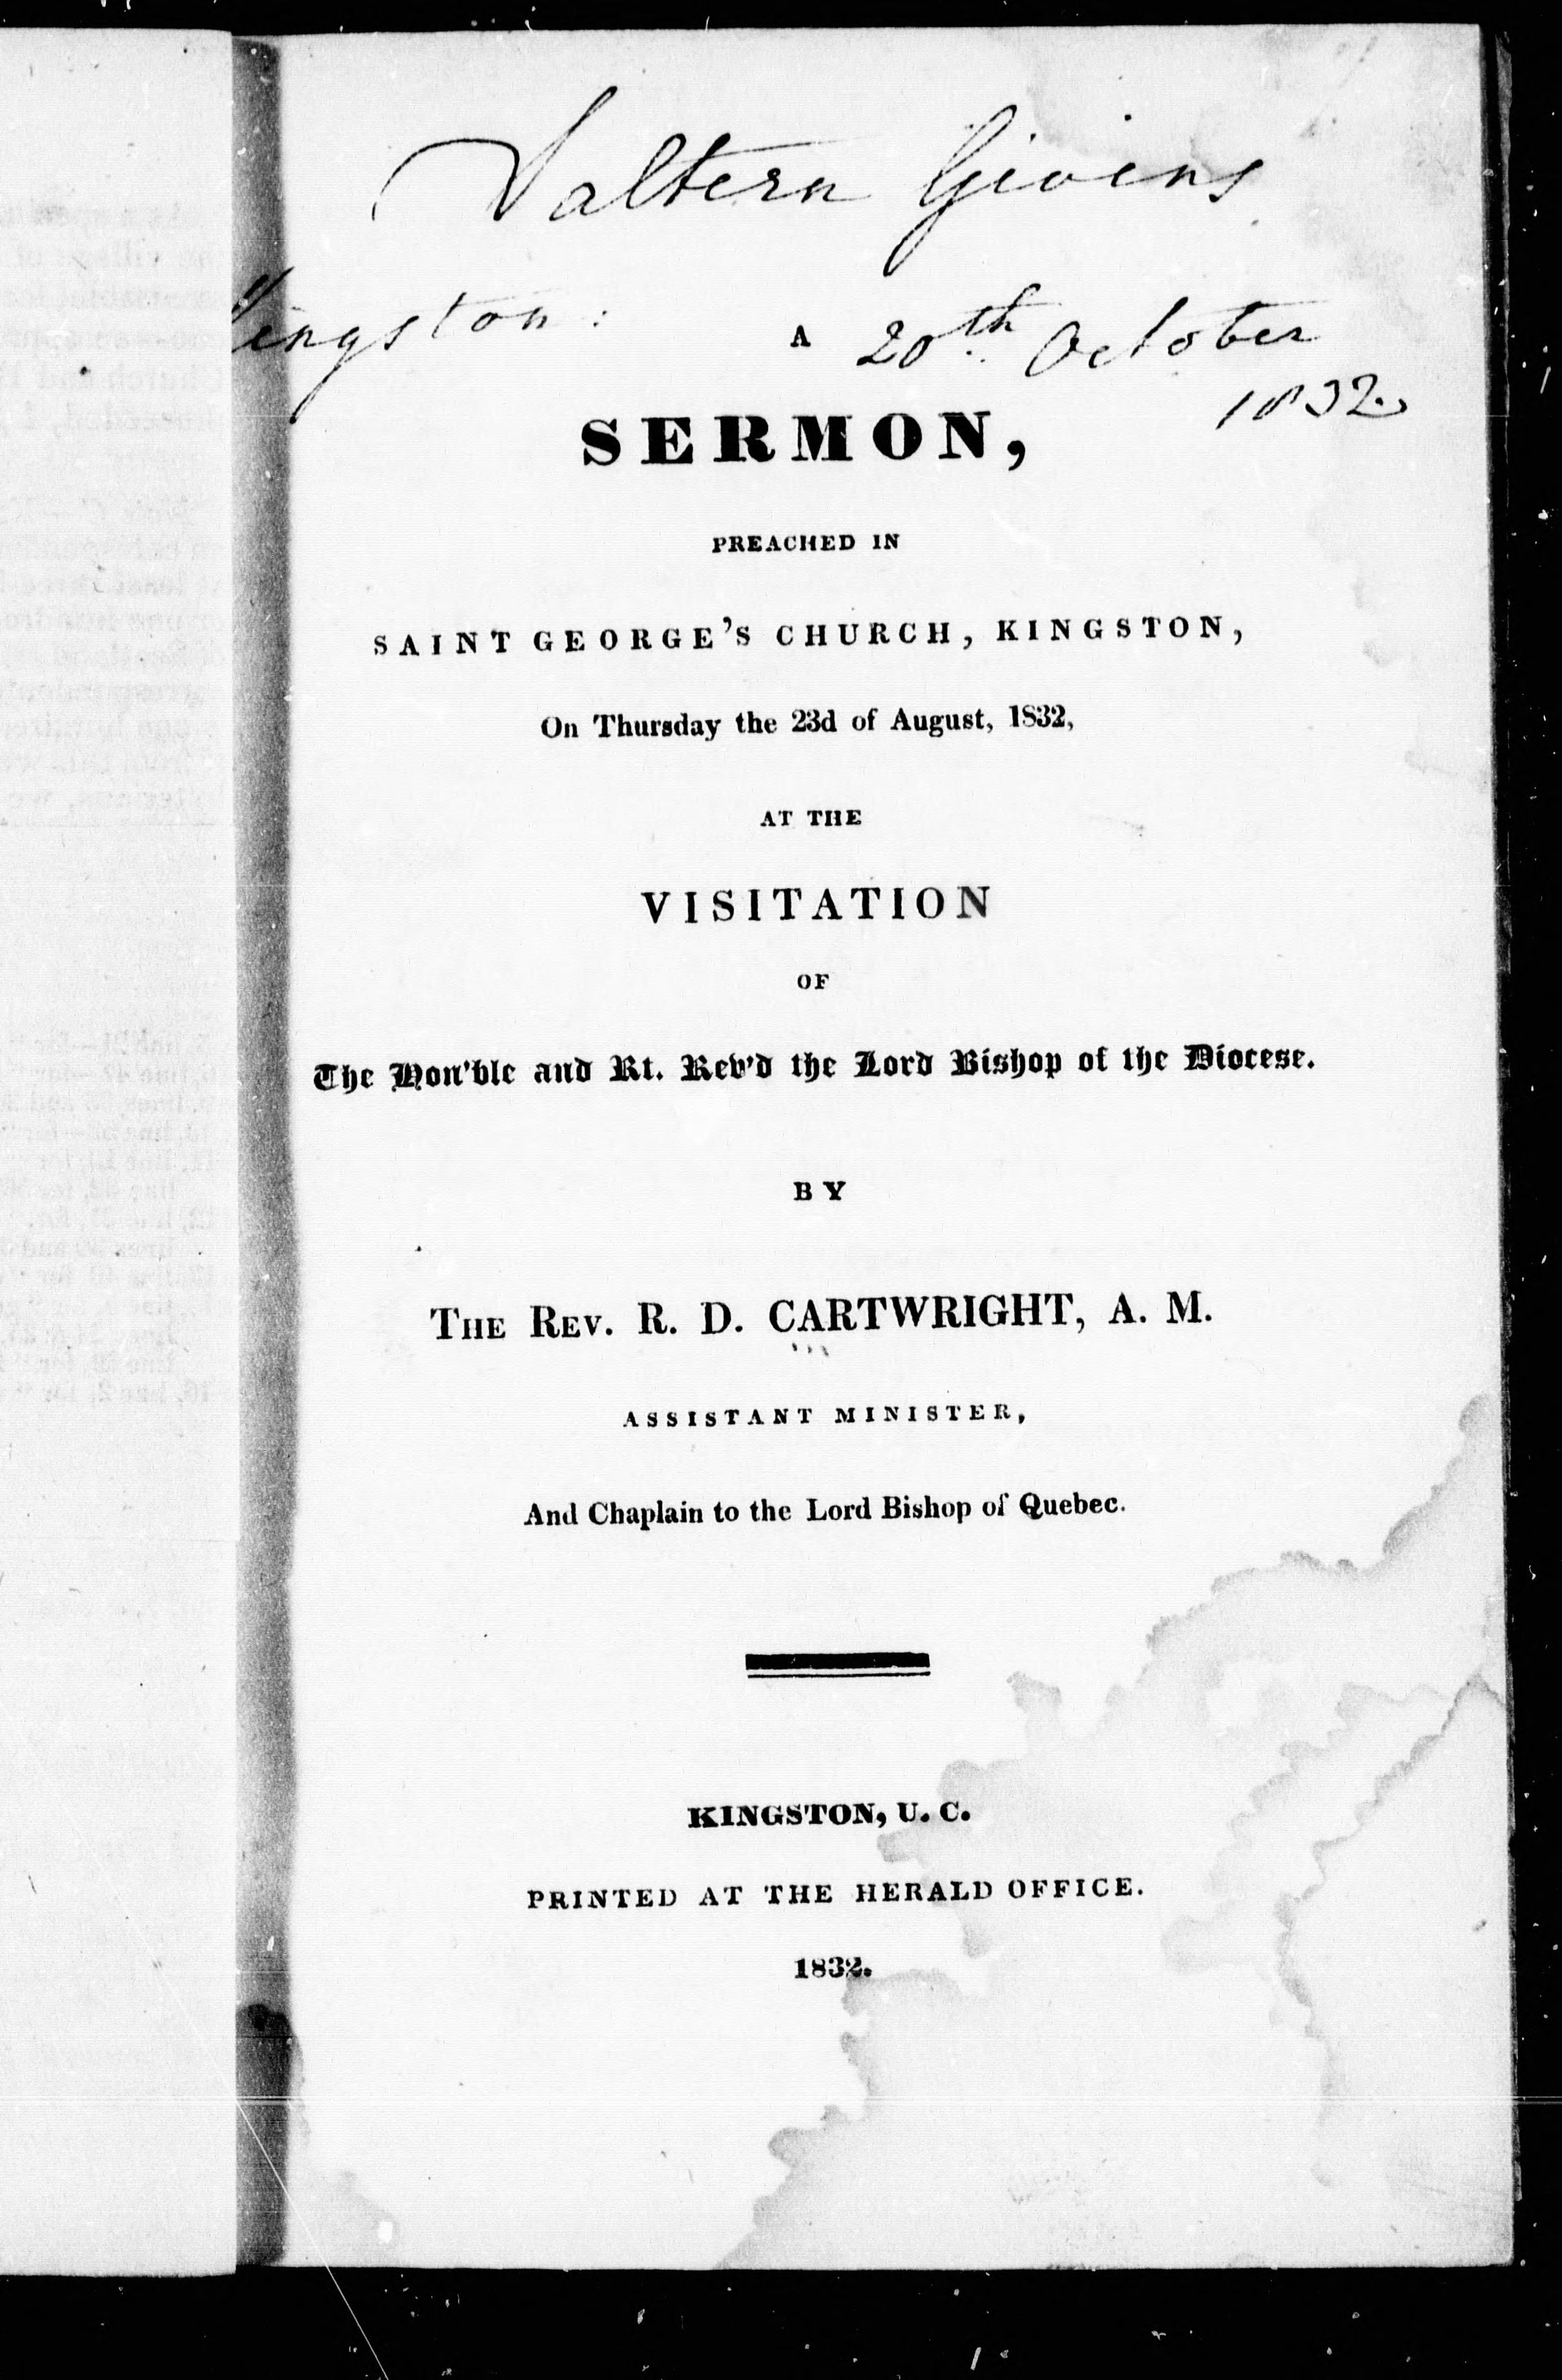 Saltern Givins
Kingston: 20th October
1832.
A
SERMON,
PREACHED IN
SAINT GEORGE'S CHURCH, KINGSTON,
On Thursday the 23d of August, 1832,
AT THE
VISITATION
OF
The Hon'ble and Rt. Rev'd the Lord Bishop of the Diocese.
BY
THE REV. R. D. CARTWRIGHT, A. M.
ASSISTANT MINISTER,
And Chaplain to the Lord Bishop of Quebec.
KINGSTON, U. C.
PRINTED AT THE HERALD OFFICE.
1832.